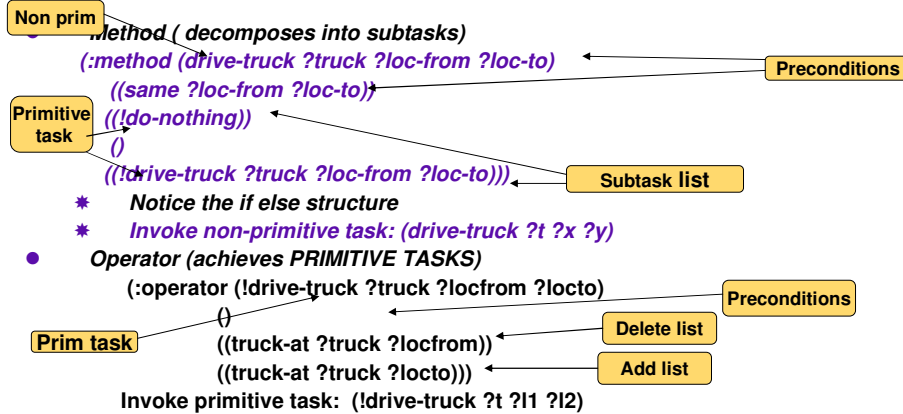 Non prim
Method ( decomposes into subtasks)
(:method (drive-truck ?truck ?loc-from ?loc-to)
Preconditions
((same ?loc-from ?loc-to))
Primitive task
((!do-nothing))
()
((!drive-truck ?truck ?loc-from ?loc-to)))
Subtask list
Notice the if else structure
Invoke non-primitive task: (drive-truck ?t ?x ?y)
Operator (achieves PRIMITIVE TASKS)
(:operator (!drive-truck ?truck ?locfrom ?locto)
Preconditions
()
Delete list
Prim task
((truck-at ?truck ?locfrom))
((truck-at ?truck ?locto)))
Add list
Invoke primitive task: (!drive-truck ?t ?l1 ?l2)